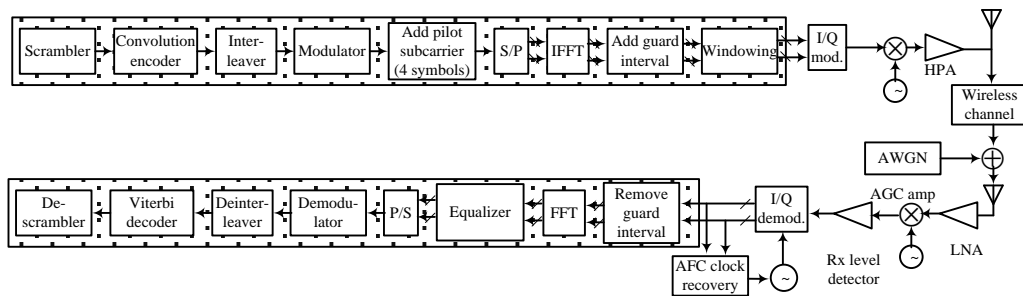 Scrambler
Convolution
encoder
Inter-
leaver
Modulator
Add pilot
subcarrier
(4 symbols)
S/P
IFFT
Add guard
interval
Windowing
I/Q
mod.
~
HPA
Wireless
channel
AWGN
De-
scrambler
Viterbi
decoder
Deinter-
leaver
Demodu-
lator
P/S
Equalizer
FFT
Remove
guard
interval
I/Q
demod.
AFC clock
recovery
~
AGC amp
Rx level
detector
~
LNA